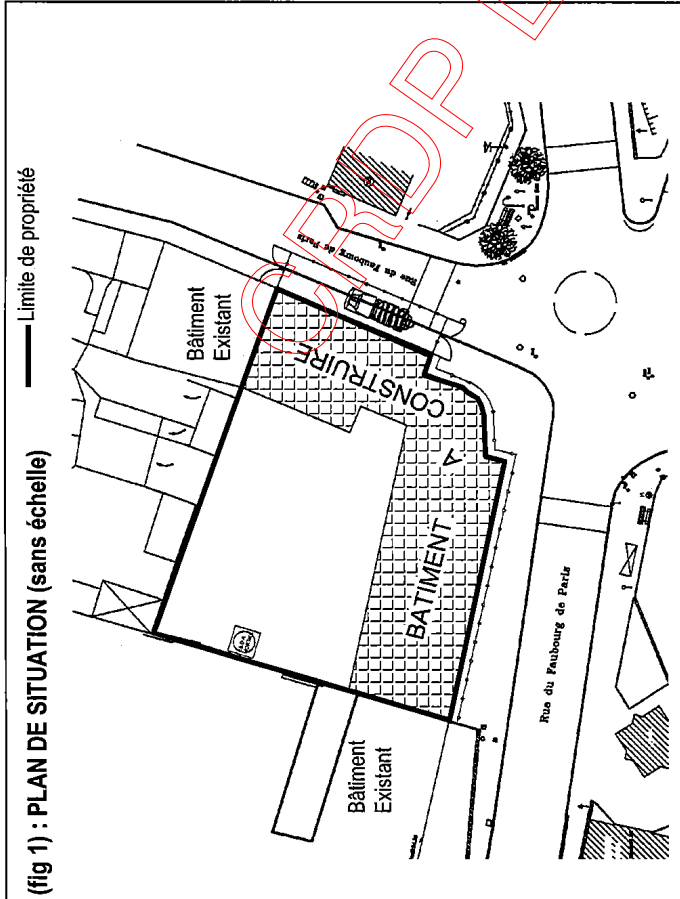 (fig 1) : PLAN DE SITUATION (sans échelle)
Limite de propriété
Bâtiment
Existant
Rue du Faubourg de Paris
CONSTRUIRE
A
BATIMENT
Bâtiment
Existant
Rue du Faubourg de Paris
CRDP